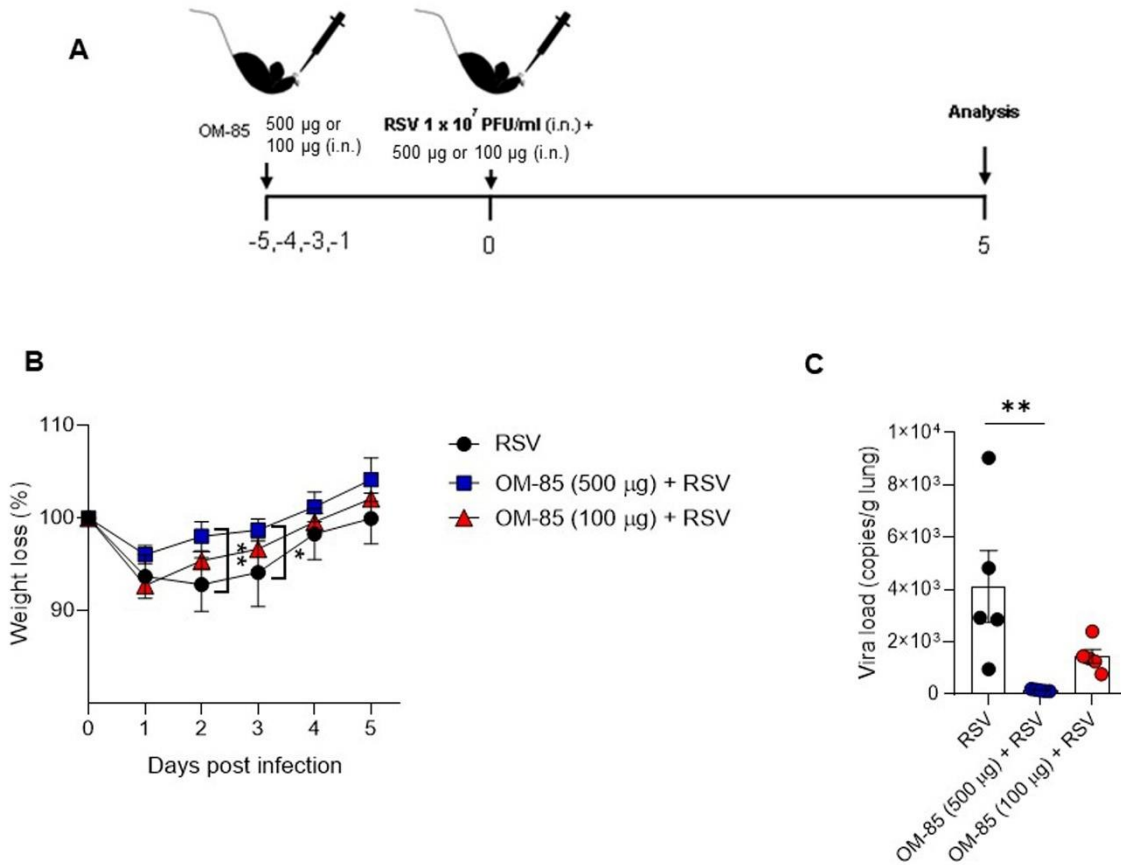 A
OM-85
500 µg or
100 µg (i.n.)
RSV 1 x 10^7 PFU/ml (i.n.) +
500 µg or 100 µg (i.n.)
Analysis
-5,-4,-3,-1
0
5
B
110
100
90
Weight loss (%)
0 1 2 3 4 5
Days post infection
**
*
RSV
OM-85 (500 µg) + RSV
OM-85 (100 µg) + RSV
C
**
Vira load (copies/g lung)
1×10⁴
8×10³
6×10³
4×10³
2×10³
0
RSV
OM-85 (500 µg) + RSV
OM-85 (100 µg) + RSV